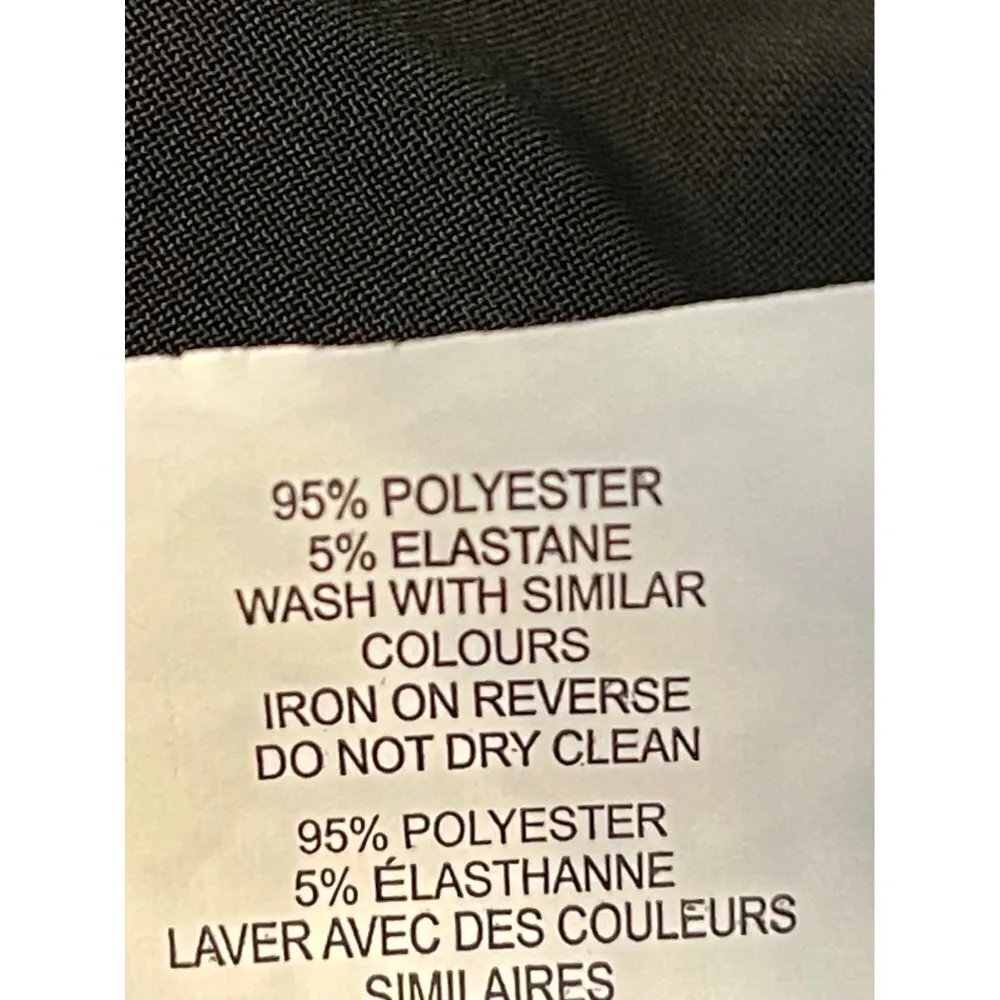 95% POLYESTER
5% ELASTANE
WASH WITH SIMILAR
COLOURS
IRON ON REVERSE
DO NOT DRY CLEAN
95% POLYESTER
5% ÉLASTHANNE
LAVER AVEC DES COULEURS
SIMILAIRES